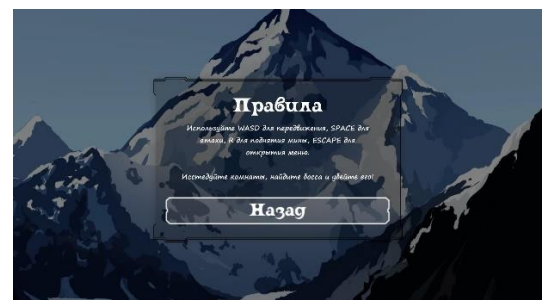 Правила
Используйте WASD для передвижения, SPACE для
атаки, R для поднятия мины, ESCAPE для
открытия меню.
Исследуйте комнаты, найдите босса и убейте его!
Назад